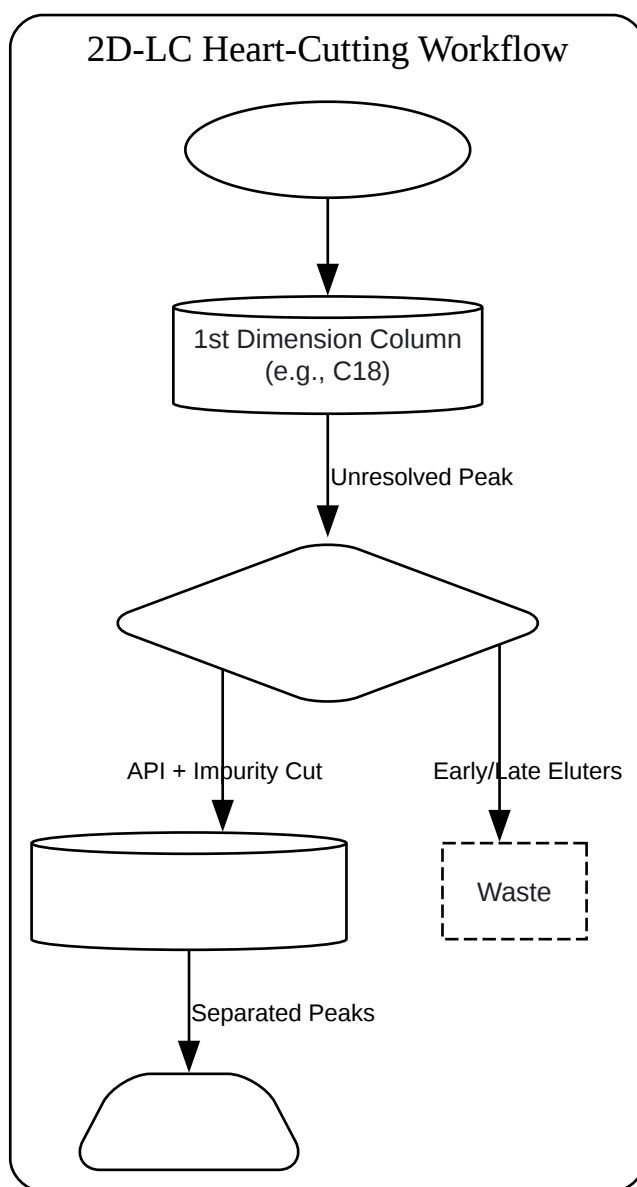 2D-LC Heart-Cutting Workflow
1st Dimension Column
(e.g., C18)
Unresolved Peak
API + Impurity Cut
Early/Late Eluters
Waste
Separated Peaks